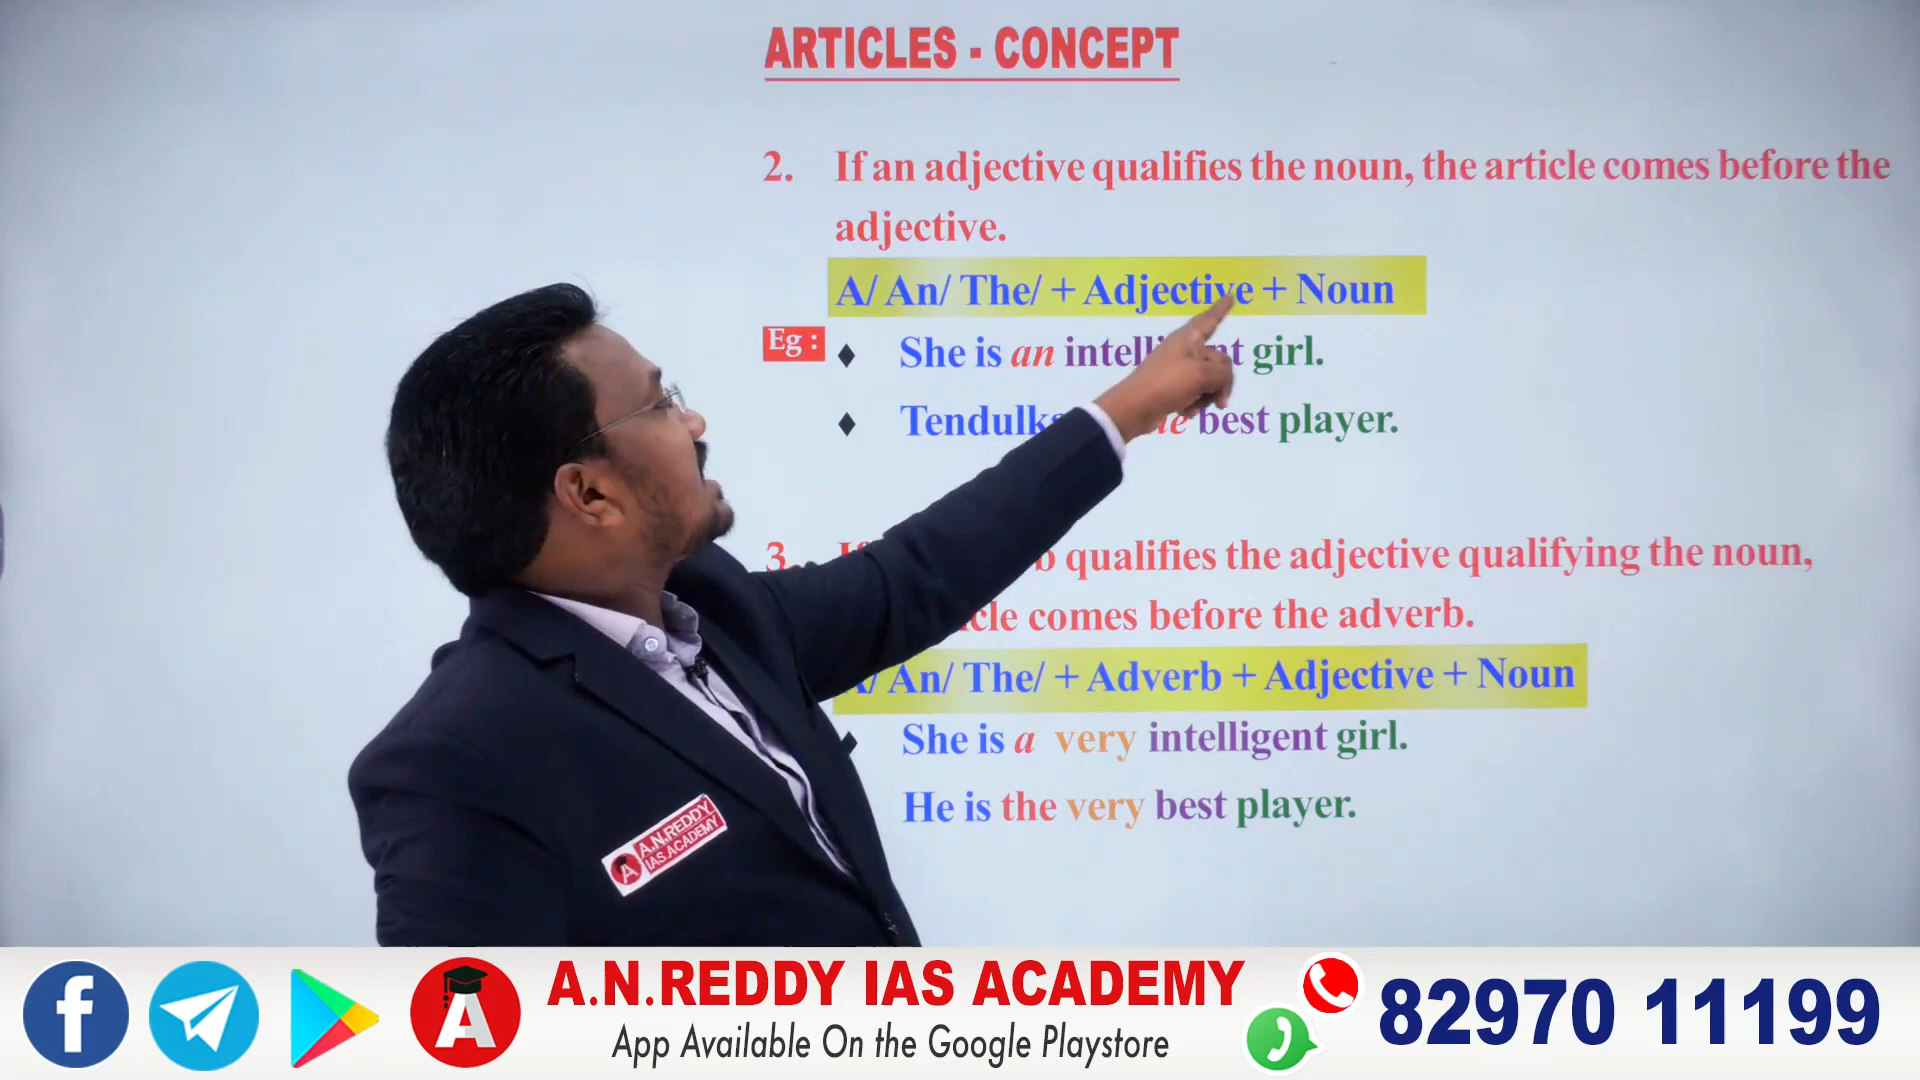 ARTICLES - CONCEPT
2. If an adjective qualifies the noun, the article comes before the
adjective.
A/ An/ The/ + Adjective + Noun
Eg :
She is an girl.
best player.
3. qualifies the adjective qualifying the noun,
comes before the adverb.
An/ The/ + Adverb + Adjective + Noun
She is a very intelligent girl.
He is the very best player.
A.N.REDDY
IAS ACADEMY
A.N.REDDY IAS ACADEMY
App Available On the Google Playstore
82970 11199